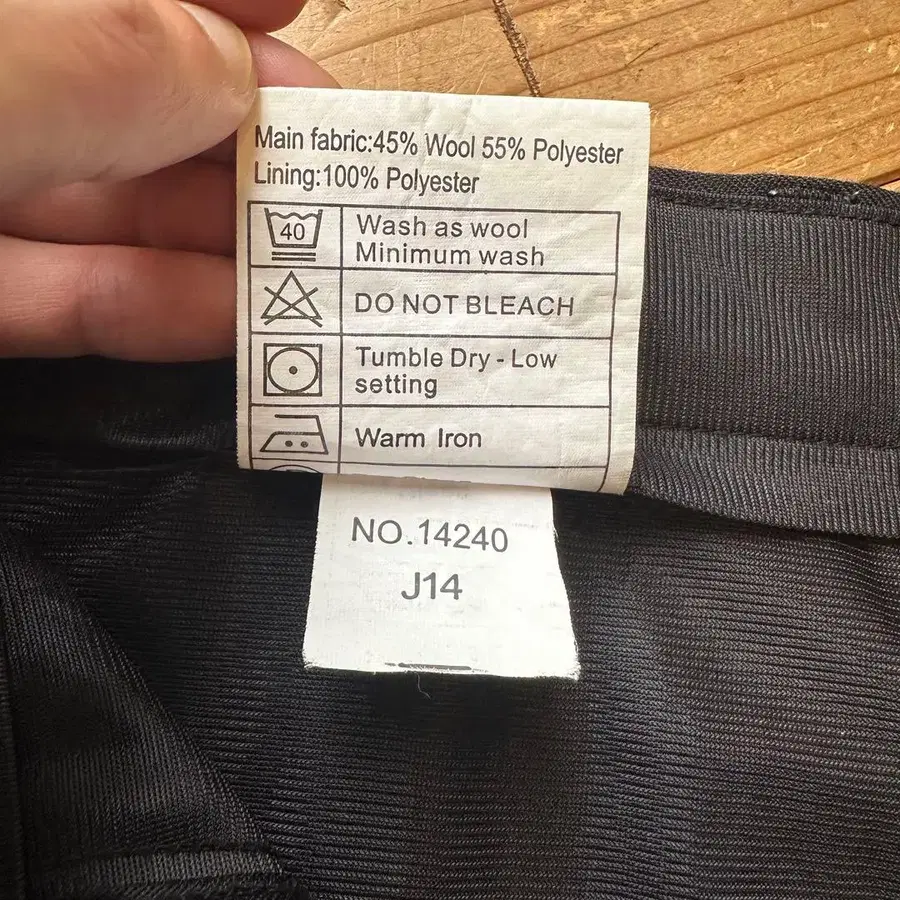 Main fabric:45% Wool 55% Polyester
Lining:100% Polyester
40
Wash as wool
Minimum wash
DO NOT BLEACH
Tumble Dry - Low
setting
Warm Iron
NO.14240
J14